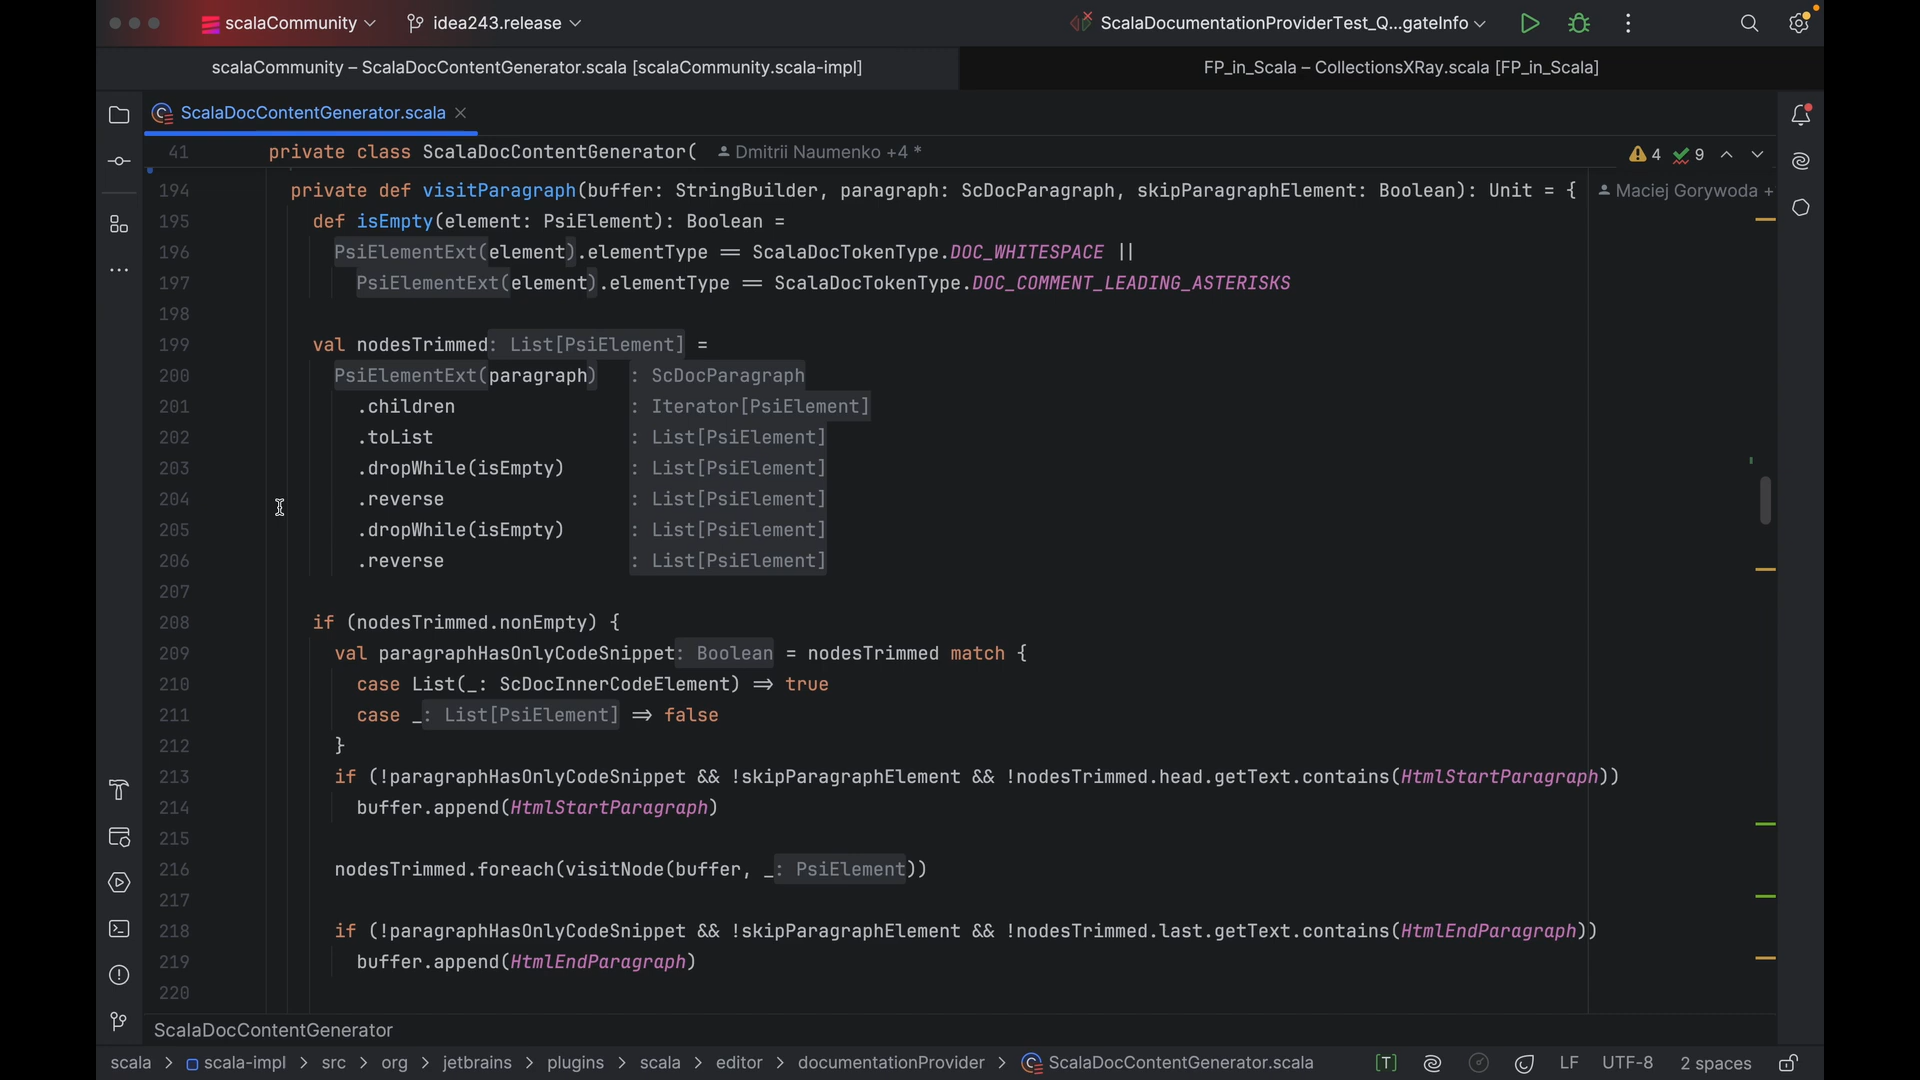 scalaCommunity idea243.release ScalaDocumentationProviderTest_Q...gateInfo
scalaCommunity – ScalaDocContentGenerator.scala [scalaCommunity.scala-impl] FP_in_Scala – CollectionsXRay.scala [FP_in_Scala]
ScalaDocContentGenerator.scala
41 private class ScalaDocContentGenerator( Dmitrii Naumenko +4 * 4 9
194 private def visitParagraph(buffer: StringBuilder, paragraph: ScDocParagraph, skipParagraphElement: Boolean): Unit = { Maciej Gorywoda +
195 def isEmpty(element: PsiElement): Boolean =
196 PsiElementExt(element).elementType == ScalaDocTokenType.DOC_WHITESPACE ||
197 PsiElementExt(element).elementType == ScalaDocTokenType.DOC_COMMENT_LEADING_ASTERISKS
198
199 val nodesTrimmed: List[PsiElement] =
200 PsiElementExt(paragraph) : ScDocParagraph
201 .children : Iterator[PsiElement]
202 .toList : List[PsiElement]
203 .dropWhile(isEmpty) : List[PsiElement]
204 .reverse : List[PsiElement]
205 .dropWhile(isEmpty) : List[PsiElement]
206 .reverse : List[PsiElement]
207
208 if (nodesTrimmed.nonEmpty) {
209 val paragraphHasOnlyCodeSnippet: Boolean = nodesTrimmed match {
210 case List(_: ScDocInnerCodeElement) => true
211 case _: List[PsiElement] => false
212 }
213 if (!paragraphHasOnlyCodeSnippet && !skipParagraphElement && !nodesTrimmed.head.getText.contains(HtmlStartParagraph))
214 buffer.append(HtmlStartParagraph)
215
216 nodesTrimmed.foreach(visitNode(buffer, _: PsiElement))
217
218 if (!paragraphHasOnlyCodeSnippet && !skipParagraphElement && !nodesTrimmed.last.getText.contains(HtmlEndParagraph))
219 buffer.append(HtmlEndParagraph)
220
ScalaDocContentGenerator
scala > scala-impl > src > org > jetbrains > plugins > scala > editor > documentationProvider > ScalaDocContentGenerator.scala [T] LF UTF-8 2 spaces